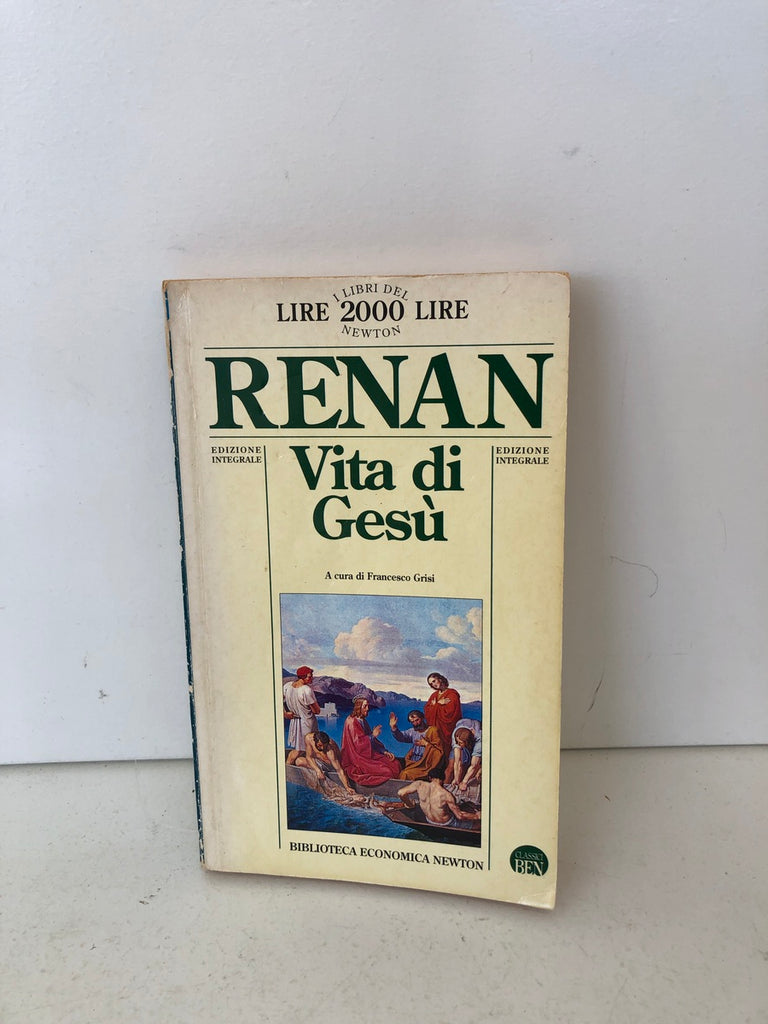 I LIBRI DEL
LIRE 2000 LIRE
NEWTON
RENAN
EDIZIONE
INTEGRALE
Vita di
Gesù
EDIZIONE
INTEGRALE
A cura di Francesco Grisi
BIBLIOTECA ECONOMICA NEWTON
CLASSICI
BEN